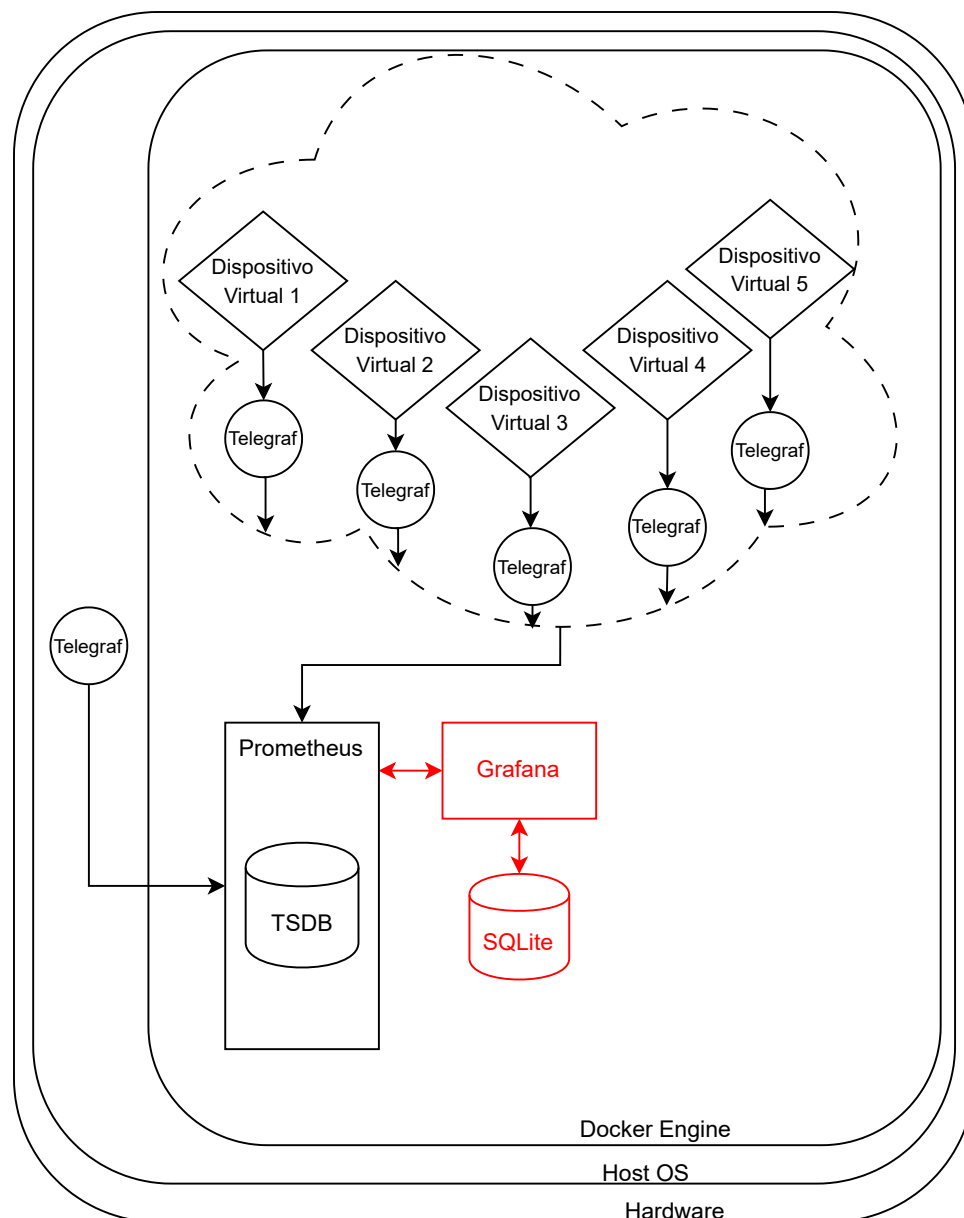 Dispositivo
Virtual 1
Dispositivo
Virtual 2
Dispositivo
Virtual 3
Dispositivo
Virtual 4
Dispositivo
Virtual 5
Telegraf
Telegraf
Telegraf
Telegraf
Telegraf
Telegraf
Prometheus
TSDB
Grafana
SQLite
Docker Engine
Host OS
Hardware